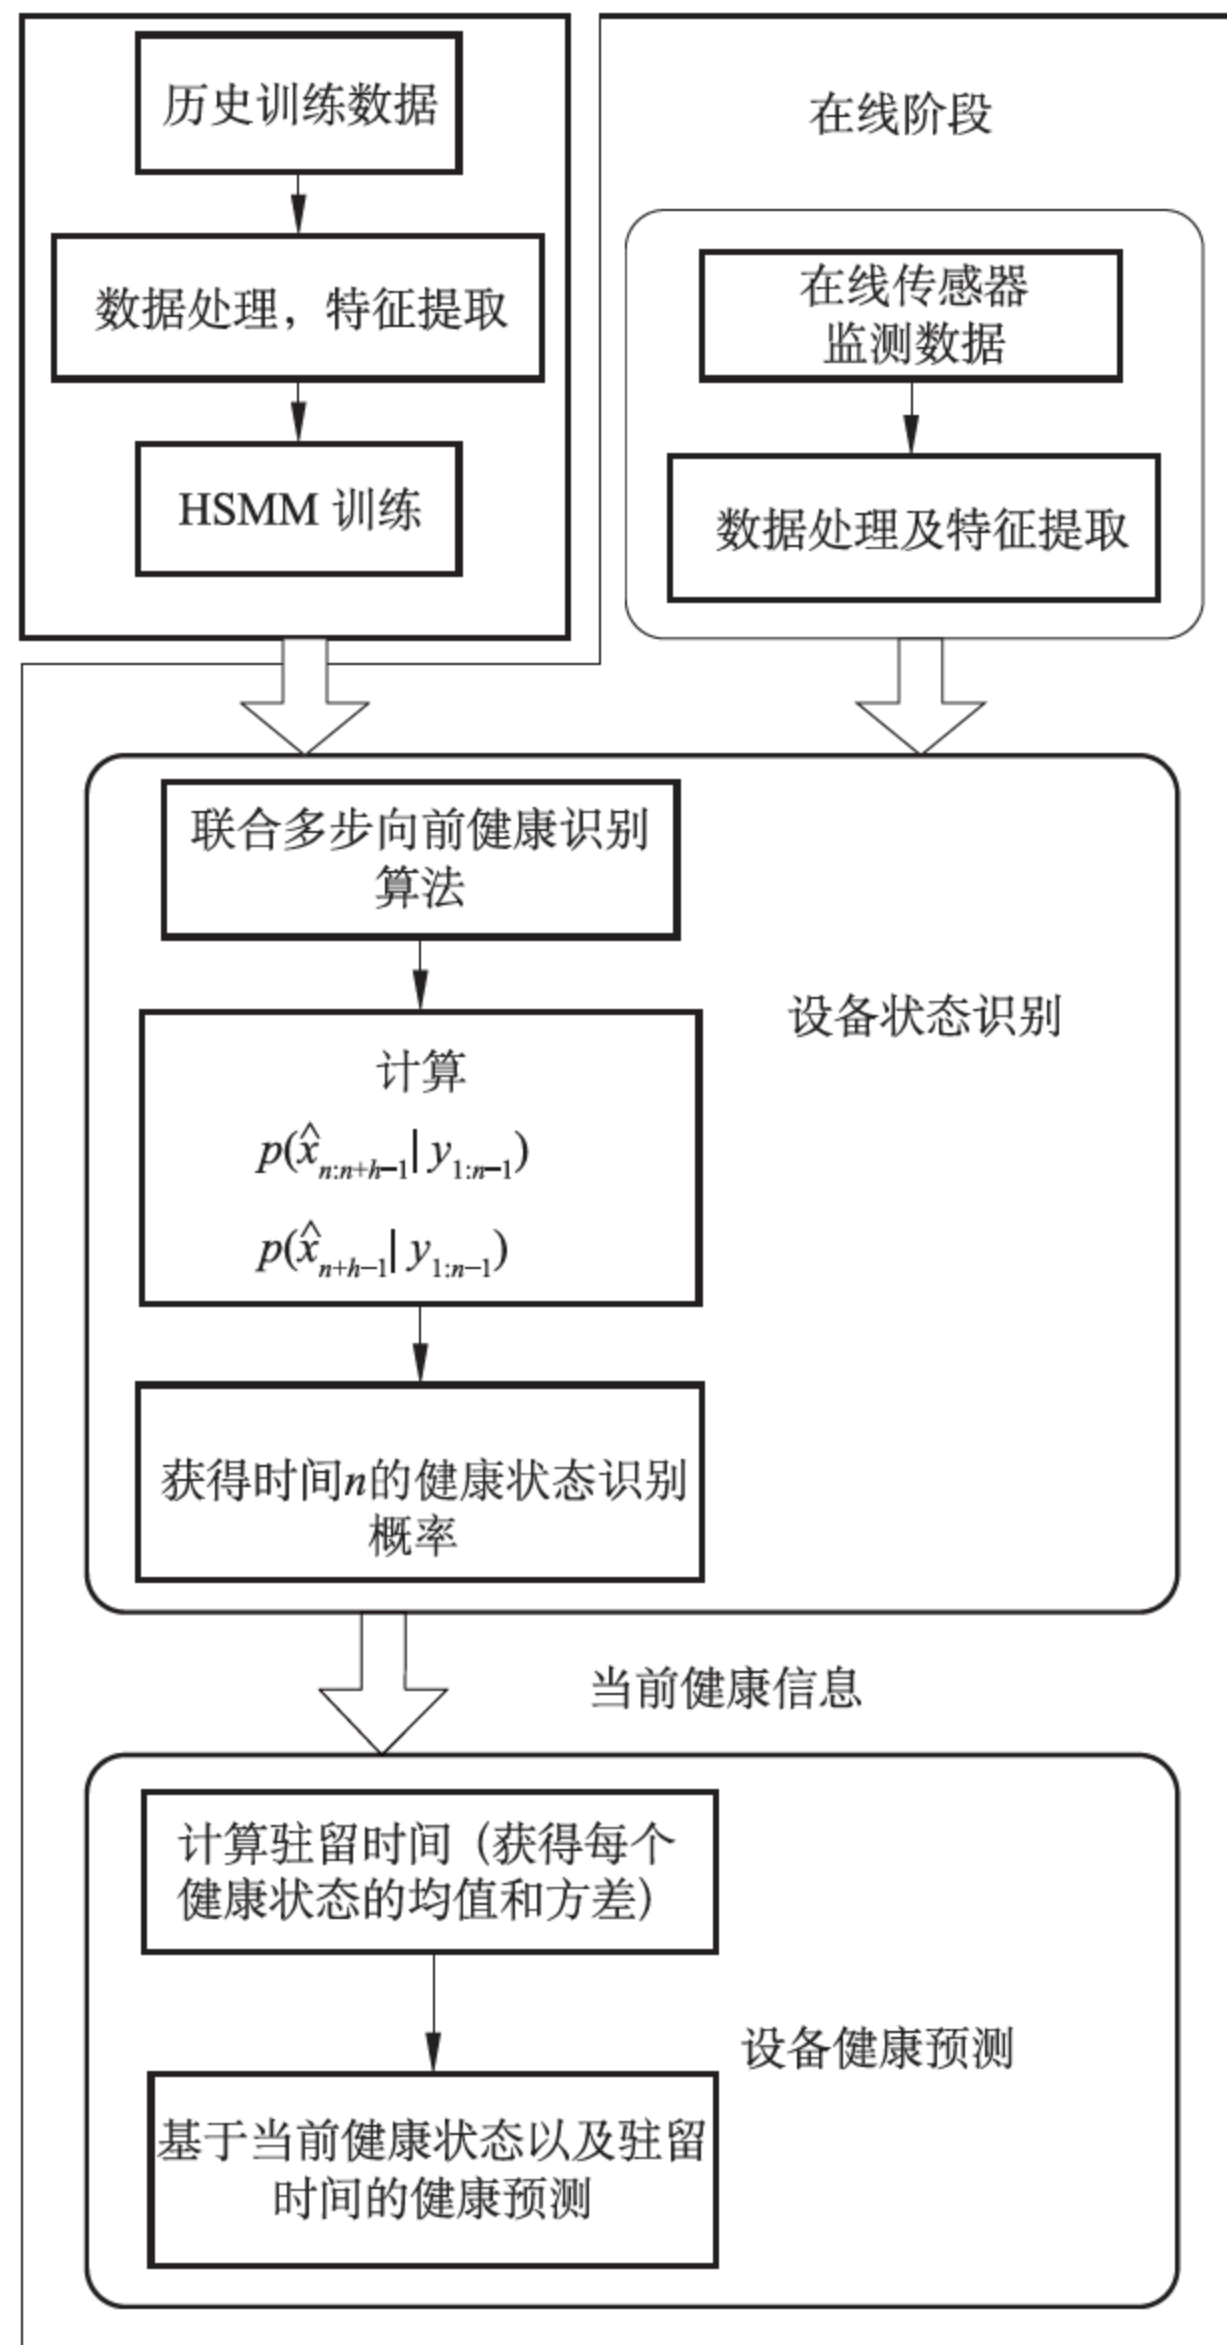 历史训练数据
数据处理，特征提取
HSMM 训练
在线阶段
在线传感器
监测数据
数据处理及特征提取
联合多步向前健康识别
算法
计算
p(x̂ₙ:ₙ₊ₕ₋₁| y₁:ₙ₋₁)
p(x̂ₙ₊ₕ₋₁| y₁:ₙ₋₁)
获得时间n的健康状态识别
概率
设备状态识别
当前健康信息
计算驻留时间（获得每个
健康状态的均值和方差）
基于当前健康状态以及驻留
时间的健康预测
设备健康预测